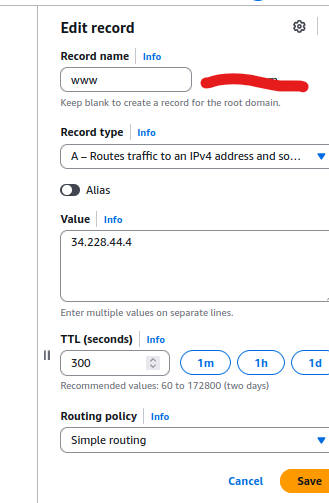 Edit record
Record name Info
www
Keep blank to create a record for the root domain.
Record type Info
A – Routes traffic to an IPv4 address and so...
Alias
Value Info
34.228.44.4
Enter multiple values on separate lines.
TTL (seconds) Info
300 1m 1h 1d
Recommended values: 60 to 172800 (two days)
Routing policy Info
Simple routing
Cancel Save